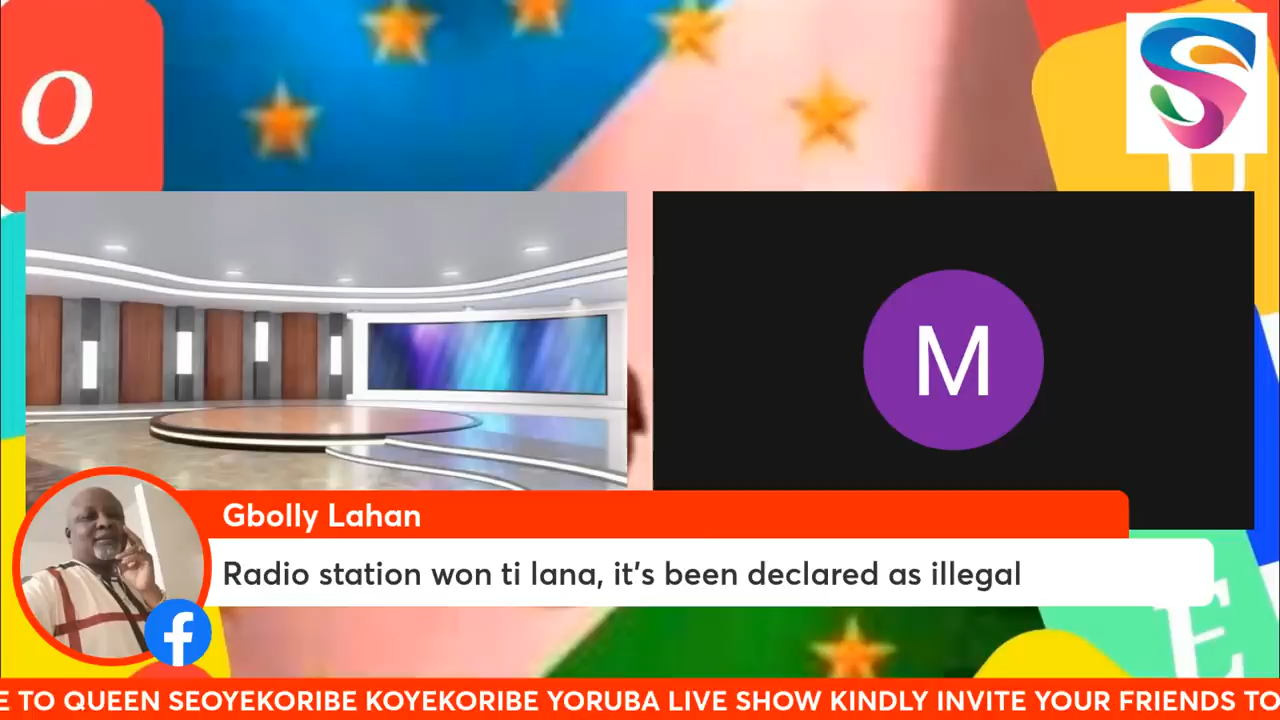 O
M
Gbolly Lahan
Radio station won ti lana, it's been declared as illegal
E
E TO QUEEN SEOYEKORIBE KOYEKORIBE YORUBA LIVE SHOW KINDLY INVITE YOUR FRIENDS TO